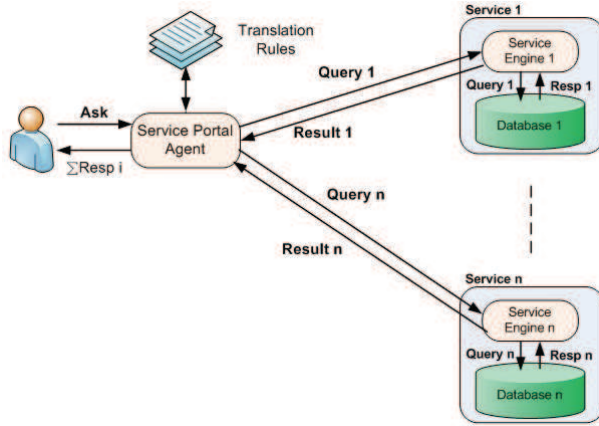 Translation
Rules
Ask
Service Portal
Agent
∑Resp i
Query 1
Result 1
Query n
Result n
Service 1
Service
Engine 1
Query 1
Resp 1
Database 1
Service n
Service
Engine n
Query n
Resp n
Database n